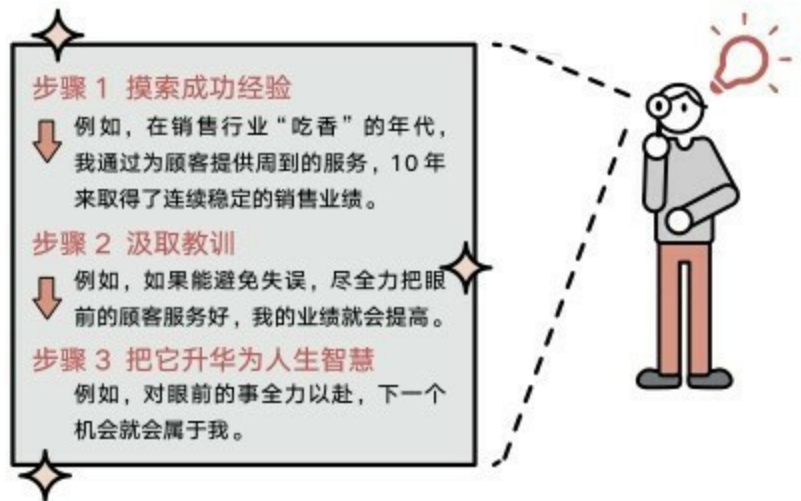 步骤 1 摸索成功经验
例如，在销售行业“吃香”的年代，
我通过为顾客提供周到的服务，10 年
来取得了连续稳定的销售业绩。
步骤 2 汲取教训
例如，如果能避免失误，尽全力把眼
前的顾客服务好，我的业绩就会提高。
步骤 3 把它升华为人生智慧
例如，对眼前的事全力以赴，下一个
机会就会属于我。